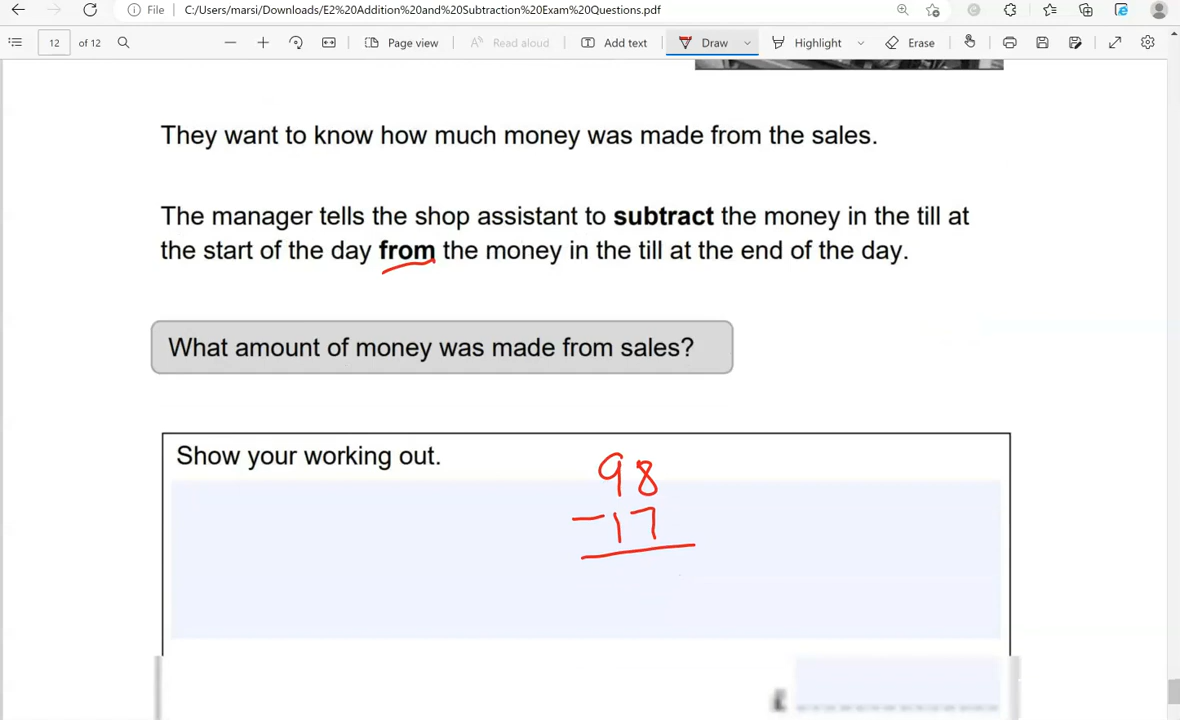 File C:/Users/marsi/Downloads/E2%20Addition%20and%20Subtraction%20Exam%20Questions.pdf
12 of 12 Page view Read aloud Add text Draw Highlight Erase
They want to know how much money was made from the sales.
The manager tells the shop assistant to subtract the money in the till at
the start of the day from the money in the till at the end of the day.
What amount of money was made from sales?
Show your working out.
98
-17
£